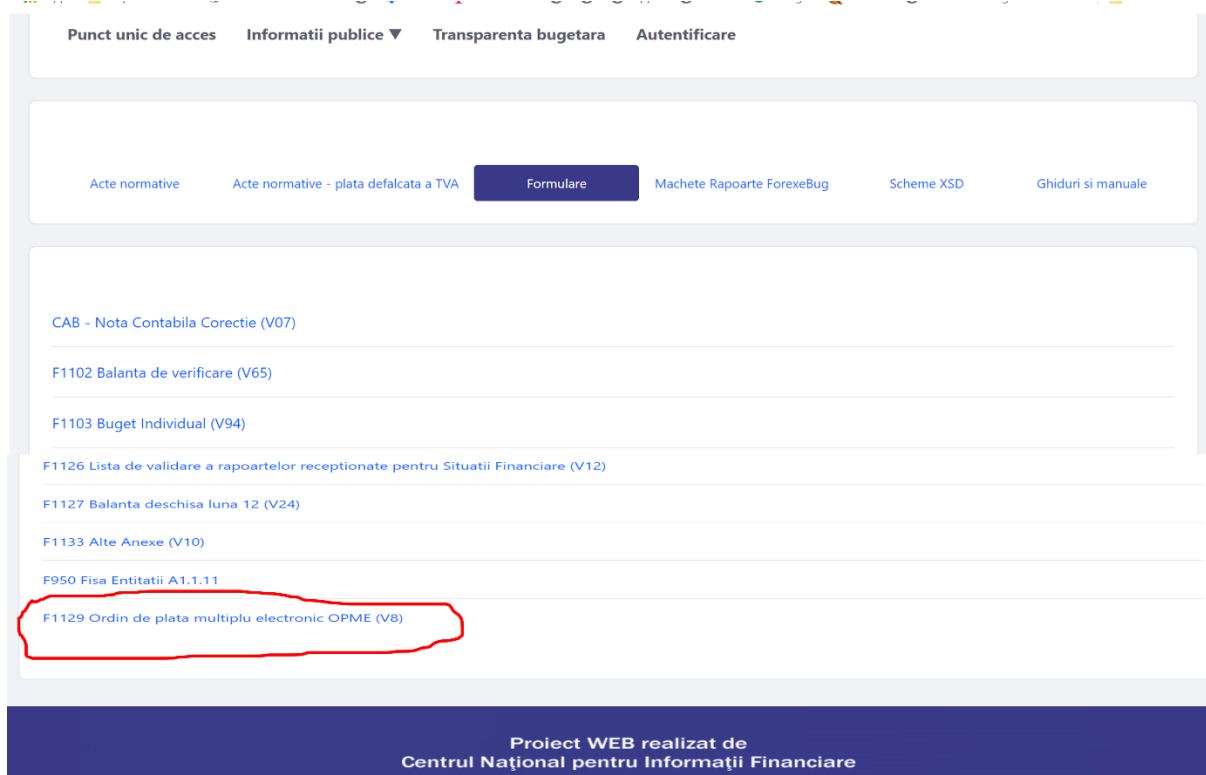 Punct unic de acces Informatii publice ▼ Transparenta bugetara Autentificare
Acte normative Acte normative - plata defalcata a TVA Formulare Machete Rapoarte ForexeBug Scheme XSD Ghiduri si manuale
CAB - Nota Contabila Corectie (V07)
F1102 Balanta de verificare (V65)
F1103 Buget Individual (V94)
F1126 Lista de validare a rapoartelor receptionate pentru Situatii Financiare (V12)
F1127 Balanta deschisa luna 12 (V24)
F1133 Alte Anexe (V10)
F950 Fisa Entitatii A1.1.11
F1129 Ordin de plata multiplu electronic OPME (V8)
Proiect WEB realizat de
Centrul Naţional pentru Informaţii Financiare